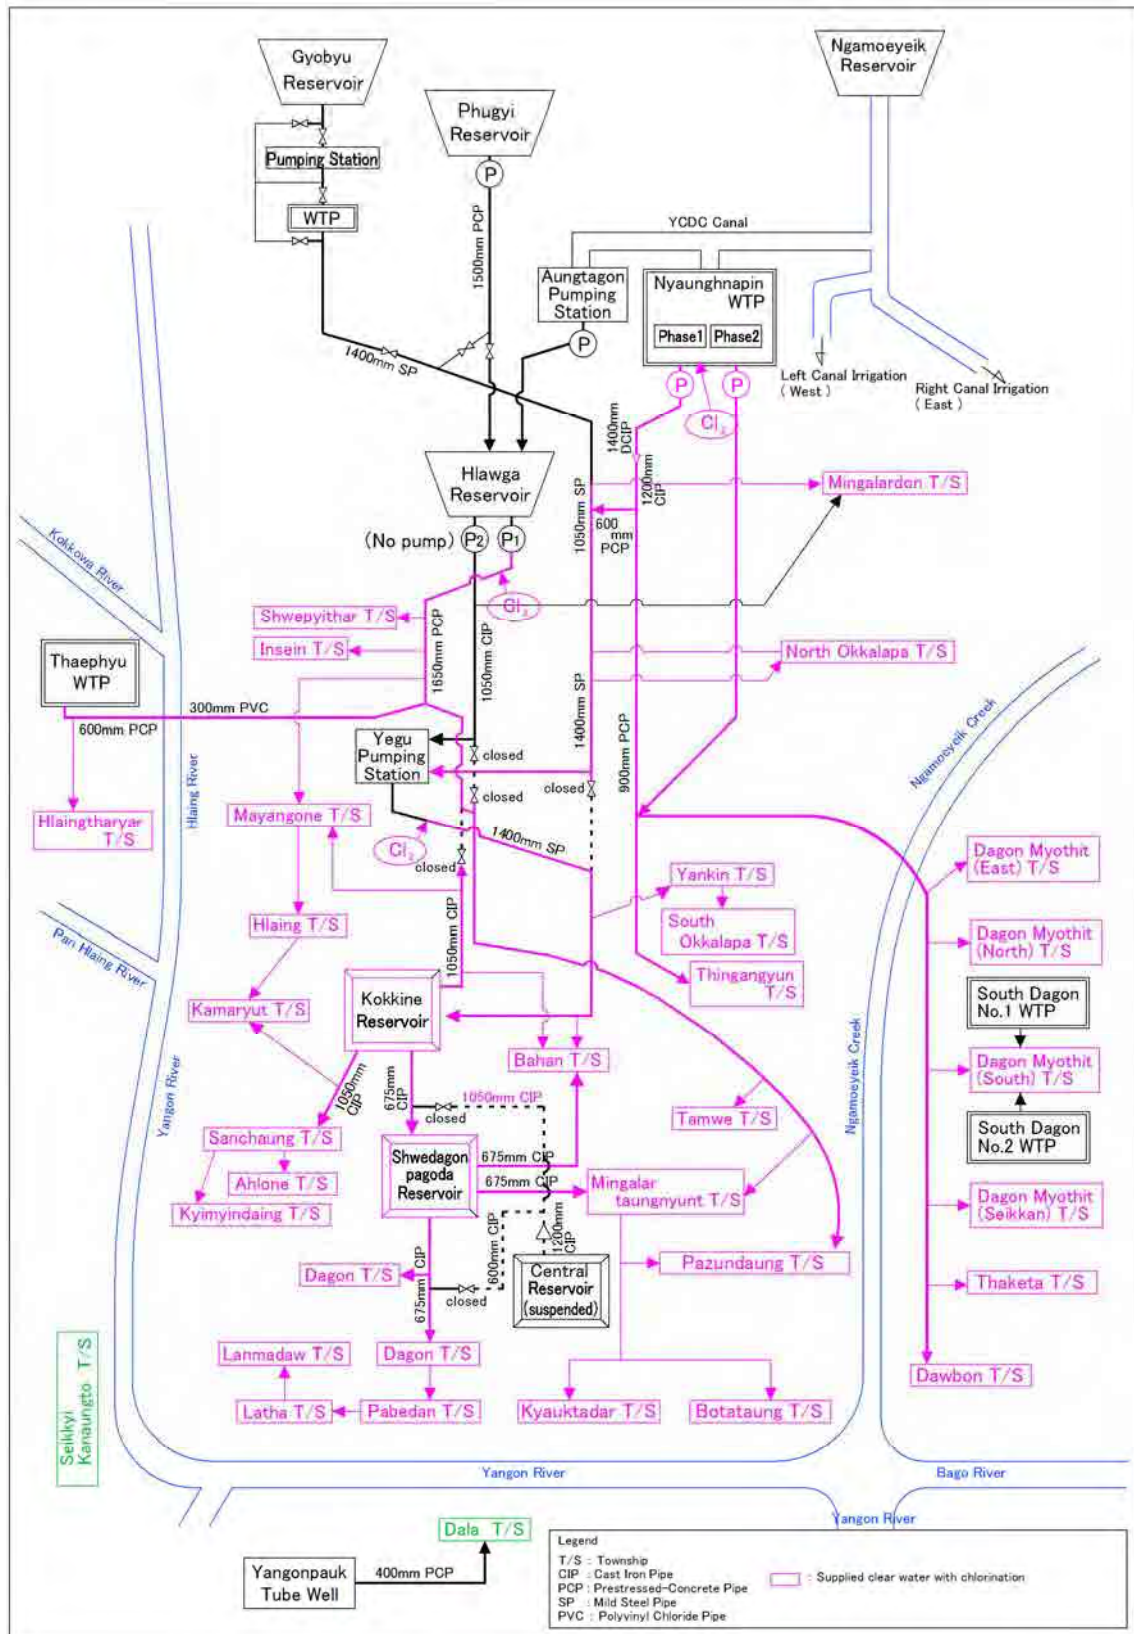 Gyobyu
Reservoir
Ngamoeyeik
Reservoir
Phugyi
Reservoir
Pumping Station
P
WTP
1500mm PCP
YCDC Canal
Aungtagon
Pumping
Station
Nyaunghnapin
WTP
Phase1
Phase2
P
1400mm SP
P
P
Left Canal Irrigation
( West )
Right Canal Irrigation
( East )
Cl2
1400mm
DCIP
Hlawga
Reservoir
1200mm
CIP
1050mm SP
Mingalardon T/S
600
mm
PCP
(No pump)
P2
P1
Kokkowa River
Cl2
Shwepyithar T/S
1650mm PCP
1050mm CIP
Insein T/S
North Okkalapa T/S
Thaephyu
WTP
300mm PVC
600mm PCP
1400mm SP
900mm PCP
Ngamoeyeik Creek
Yegu
Pumping
Station
closed
closed
closed
Hlaing River
Hlaingtharyar
T/S
Mayangone T/S
Cl2
1400mm SP
closed
Dagon Myothit
(East) T/S
Yankin T/S
South
Okkalapa T/S
Hlaing T/S
1050mm CIP
Dagon Myothit
(North) T/S
Pan Hlaing River
Thingangyun
T/S
Kokkine
Reservoir
South Dagon
No.1 WTP
Kamaryut T/S
Ngamoeyeik Creek
Yangon River
Bahan T/S
Dagon Myothit
(South) T/S
1050mm
CIP
675mm
CIP
1050mm CIP
closed
Tamwe T/S
South Dagon
No.2 WTP
Sanchaung T/S
Shwedagon
pagoda
Reservoir
675mm CIP
675mm CIP
Ahlone T/S
Mingalar
taungnyunt T/S
Dagon Myothit
(Seikkan) T/S
Kyimyindaing T/S
600mm CIP
1200mm
CIP
Dagon T/S
675mm CIP
closed
Central
Reservoir
(suspended)
Pazundaung T/S
Thaketa T/S
Seikkyi
Kanaungto T/S
Lanmadaw T/S
Dagon T/S
Dawbon T/S
Latha T/S
Pabedan T/S
Kyauktadar T/S
Botataung T/S
Yangon River
Bago River
Yangon River
Dala T/S
Yangonpauk
Tube Well
400mm PCP
Legend
T/S : Township
CIP : Cast Iron Pipe
PCP : Prestressed-Concrete Pipe
SP : Mild Steel Pipe
PVC : Polyvinyl Chloride Pipe
: Supplied clear water with chlorination